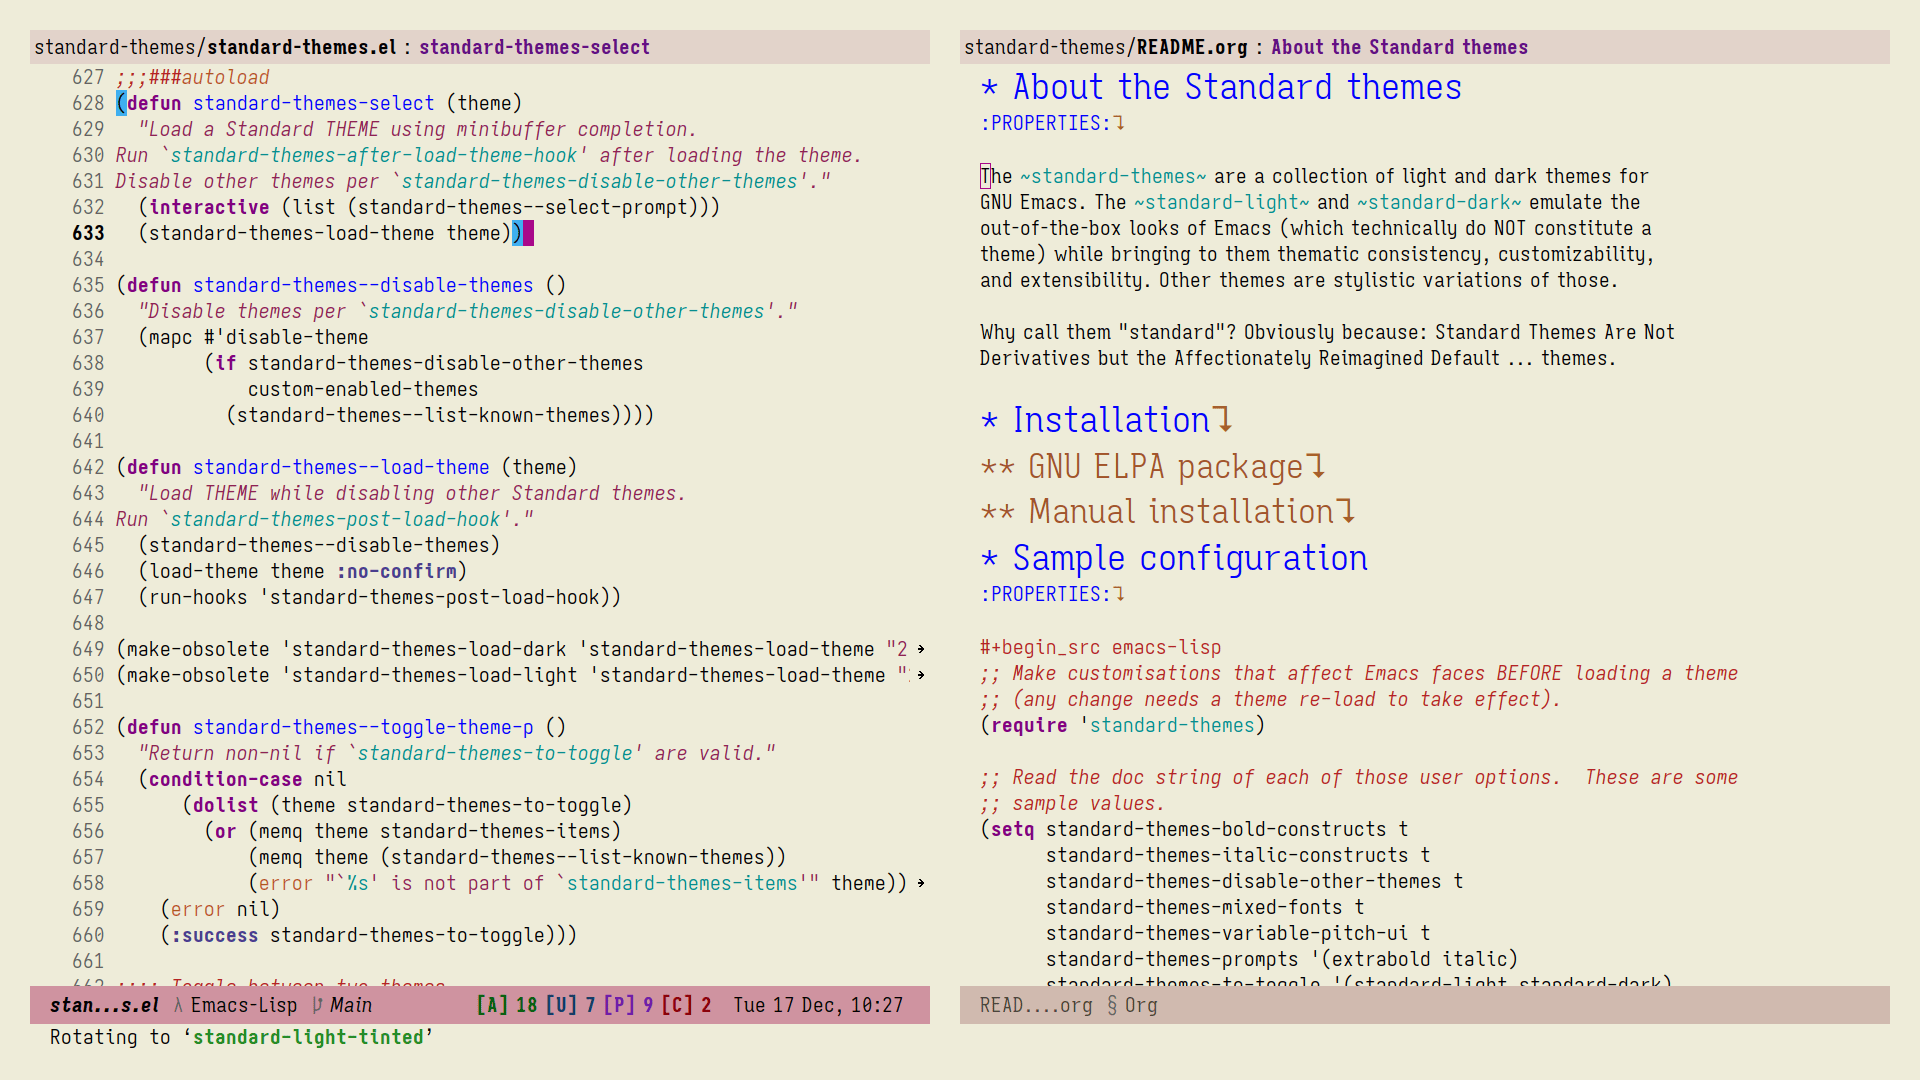 standard-themes/standard-themes.el : standard-themes-select
627 ;;;###autoload
628 (defun standard-themes-select (theme)
629   "Load a Standard THEME using minibuffer completion.
630 Run `standard-themes-after-load-theme-hook' after loading the theme.
631 Disable other themes per `standard-themes-disable-other-themes'."
632   (interactive (list (standard-themes--select-prompt)))
633   (standard-themes-load-theme theme))
634
635 (defun standard-themes--disable-themes ()
636   "Disable themes per `standard-themes-disable-other-themes'."
637   (mapc #'disable-theme
638         (if standard-themes-disable-other-themes
639             custom-enabled-themes
640           (standard-themes--list-known-themes))))
641
642 (defun standard-themes--load-theme (theme)
643   "Load THEME while disabling other Standard themes.
644 Run `standard-themes-post-load-hook'."
645   (standard-themes--disable-themes)
646   (load-theme theme :no-confirm)
647   (run-hooks 'standard-themes-post-load-hook))
648
649 (make-obsolete 'standard-themes-load-dark 'standard-themes-load-theme "2
650 (make-obsolete 'standard-themes-load-light 'standard-themes-load-theme "
651
652 (defun standard-themes--toggle-theme-p ()
653   "Return non-nil if `standard-themes-to-toggle' are valid."
654   (condition-case nil
655       (dolist (theme standard-themes-to-toggle)
656         (or (memq theme standard-themes-items)
657             (memq theme (standard-themes--list-known-themes))
658             (error "`%s' is not part of `standard-themes-items'" theme))
659     (error nil)
660     (:success standard-themes-to-toggle)))
661
662 ;;;; Toggle between two themes
stan...s.el λ Emacs-Lisp Main [A] 18 [U] 7 [P] 9 [C] 2 Tue 17 Dec, 10:27
Rotating to ‘standard-light-tinted’
standard-themes/README.org : About the Standard themes
* About the Standard themes
:PROPERTIES:↴
The ~standard-themes~ are a collection of light and dark themes for
GNU Emacs. The ~standard-light~ and ~standard-dark~ emulate the
out-of-the-box looks of Emacs (which technically do NOT constitute a
theme) while bringing to them thematic consistency, customizability,
and extensibility. Other themes are stylistic variations of those.
Why call them "standard"? Obviously because: Standard Themes Are Not
Derivatives but the Affectionately Reimagined Default ... themes.
* Installation↴
** GNU ELPA package↴
** Manual installation↴
* Sample configuration
:PROPERTIES:↴
#+begin_src emacs-lisp
;; Make customisations that affect Emacs faces BEFORE loading a theme
;; (any change needs a theme re-load to take effect).
(require 'standard-themes)
;; Read the doc string of each of those user options.  These are some
;; sample values.
(setq standard-themes-bold-constructs t
      standard-themes-italic-constructs t
      standard-themes-disable-other-themes t
      standard-themes-mixed-fonts t
      standard-themes-variable-pitch-ui t
      standard-themes-prompts '(extrabold italic)
      standard-themes-to-toggle '(standard-light standard-dark)
READ....org § Org